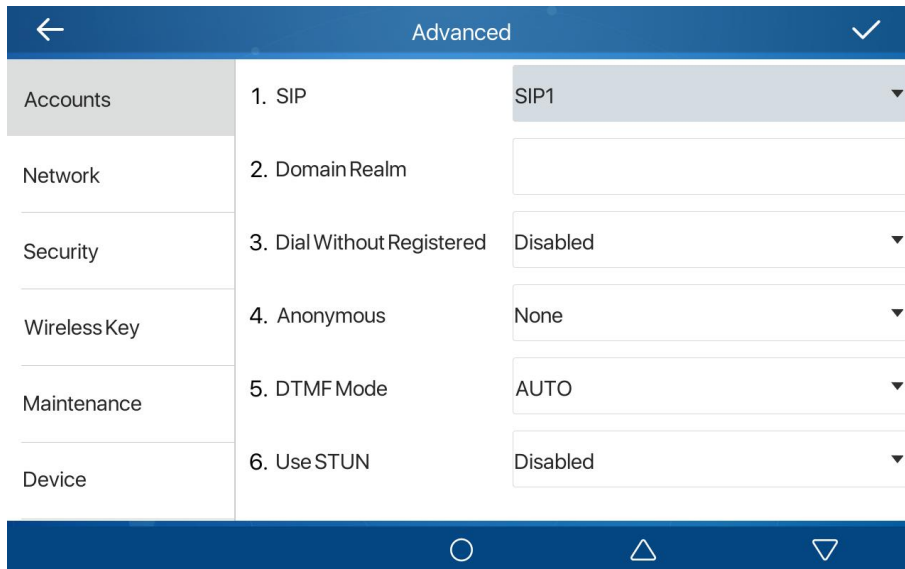 Advanced
Accounts
Network
Security
Wireless Key
Maintenance
Device
1. SIP SIP1
2. Domain Realm
3. Dial Without Registered Disabled
4. Anonymous None
5. DTMF Mode AUTO
6. Use STUN Disabled